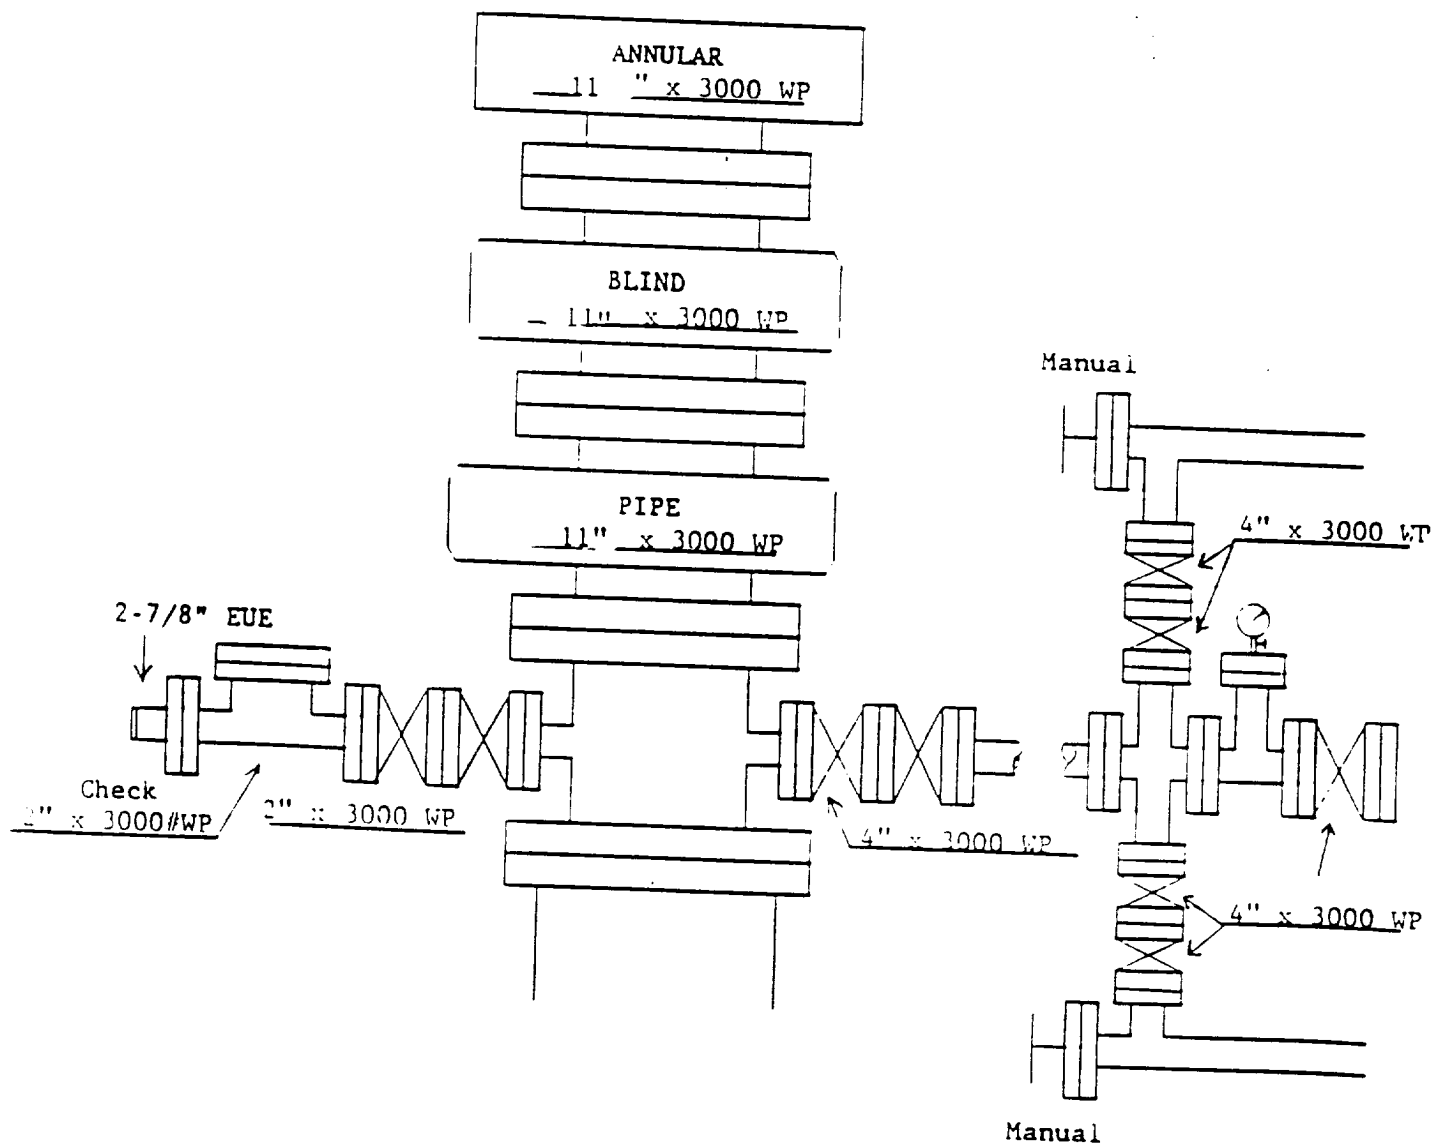 ANNULAR
11 " x 3000 WP
BLIND
11" x 3000 WP
Manual
PIPE
11" x 3000 WP
4" x 3000 WP
2-7/8" EUE
Check
2" x 3000#WP
2" x 3000 WP
4" x 3000 WP
4" x 3000 WP
Manual